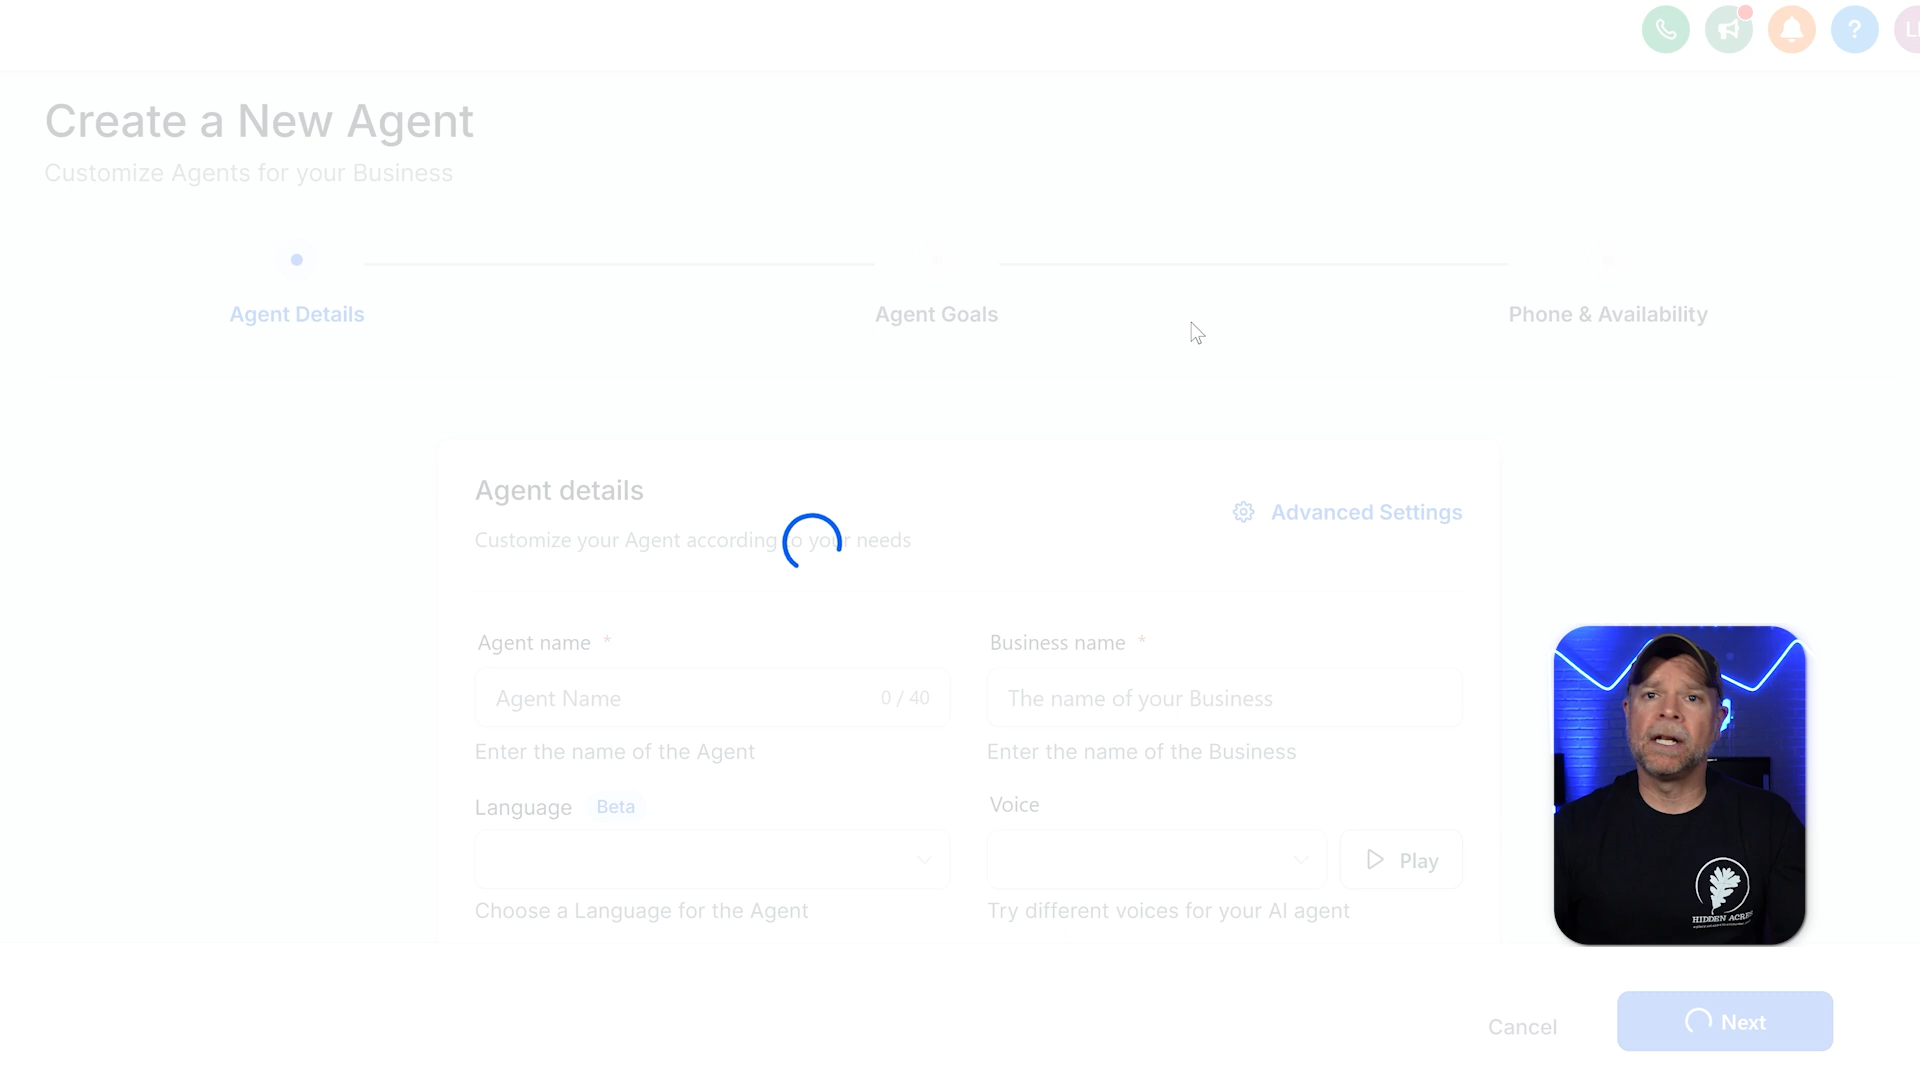 ?
Create a New Agent
Customize Agents for your Business
Agent Details
Agent Goals
Phone & Availability
Agent details
Customize your Agent according to your needs
Advanced Settings
Agent name *
Business name *
Agent Name
0 / 40
The name of your Business
Enter the name of the Agent
Enter the name of the Business
Language Beta
Voice
Play
Choose a Language for the Agent
Try different voices for your AI agent
HIDDEN ACRES
Cancel
Next